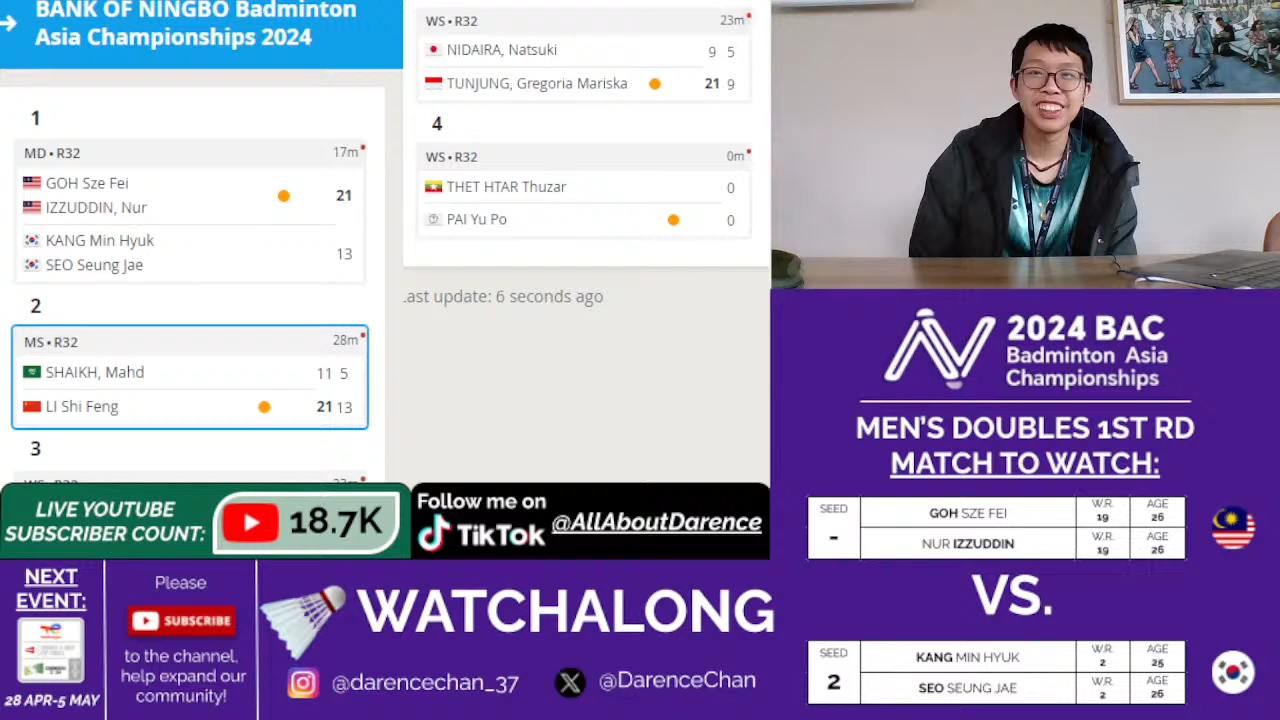 BANK OF NINGBO Badminton
Asia Championships 2024
1
MD • R32
17m
GOH Sze Fei
IZZUDDIN, Nur
21
KANG Min Hyuk
SEO Seung Jae
13
2
MS • R32
28m
SHAIKH, Mahd
11 5
LI Shi Feng
21 13
3
WS • R32
23m
NIDAIRA, Natsuki
9 5
TUNJUNG, Gregoria Mariska
21 9
4
WS • R32
0m
THET HTAR Thuzar
0
PAI Yu Po
0
ast update: 6 seconds ago
LIVE YOUTUBE
SUBSCRIBER COUNT:
18.7K
Follow me on
TikTok
@AllAboutDarence
NEXT
EVENT:
28 APR-5 MAY
Please
SUBSCRIBE
to the channel,
help expand our
community!
WATCHALONG
@darencechan_37
@DarenceChan
2024 BAC
Badminton Asia
Championships
MEN'S DOUBLES 1ST RD
MATCH TO WATCH:
SEED
-
GOH SZE FEI
W.R.
19
AGE
26
NUR IZZUDDIN
W.R.
19
AGE
26
VS.
SEED
2
KANG MIN HYUK
W.R.
2
AGE
25
SEO SEUNG JAE
W.R.
2
AGE
26